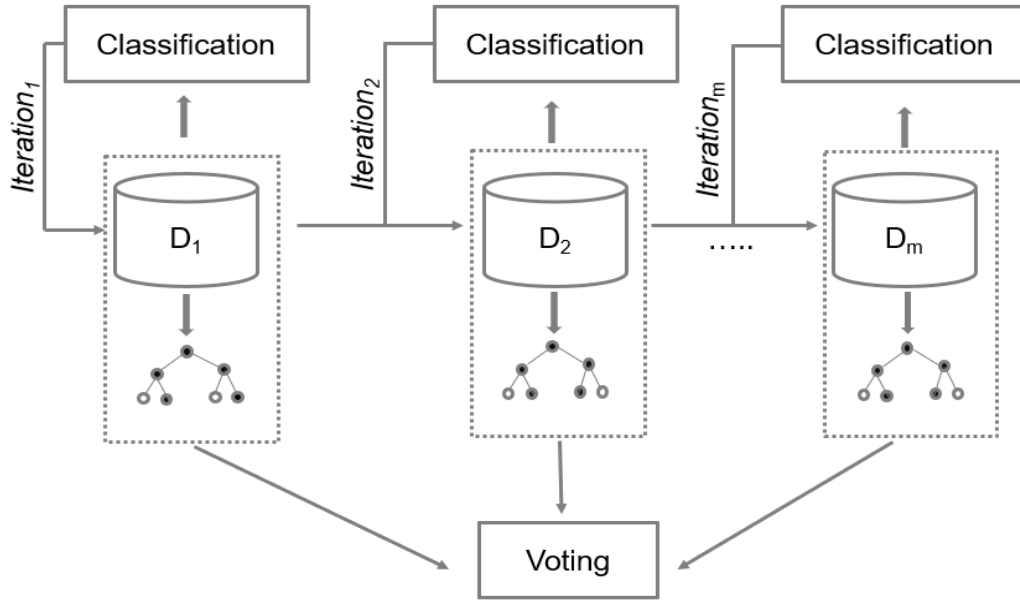 Classification
Classification
Classification
Iteration₁
Iteration₂
Iterationₘ
D₁
D₂
.....
Dₘ
Voting